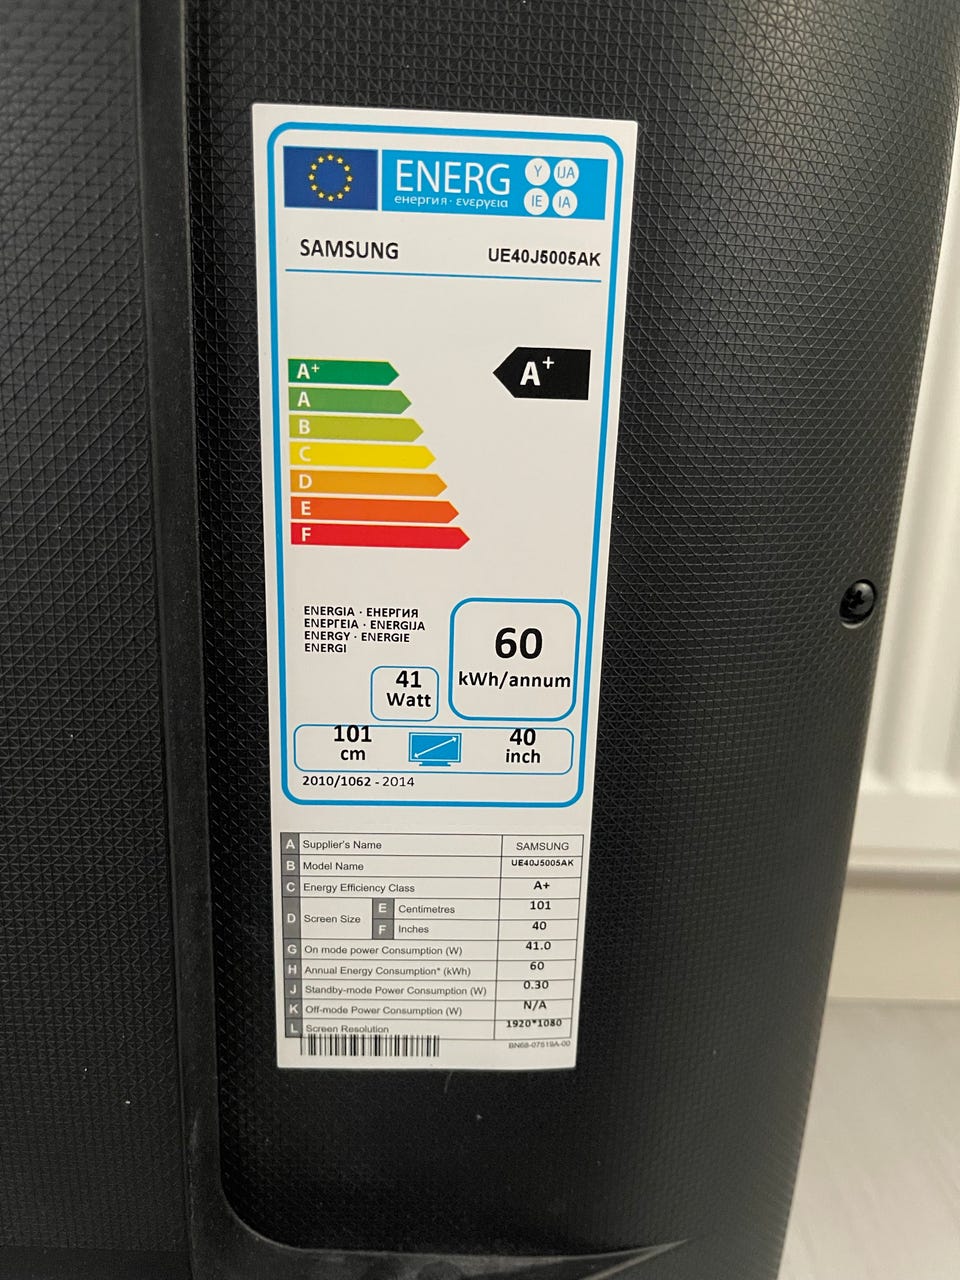 ENERG Y IJA
енергия · ενεργεια IE IA
SAMSUNG UE40J5005AK
A+ A+
A
B
C
D
E
F
ENERGIA · ЕНЕРГИЯ
ΕΝΕΡΓΕΙΑ · ENERGIJA
ENERGY · ENERGIE
ENERGI
60
kWh/annum
41
Watt
101
cm
40
inch
2010/1062 - 2014
A Supplier's Name SAMSUNG
B Model Name UE40J5005AK
C Energy Efficiency Class A+
D Screen Size E Centimetres 101
F Inches 40
G On mode power Consumption (W) 41.0
H Annual Energy Consumption* (kWh) 60
J Standby-mode Power Consumption (W) 0.30
K Off-mode Power Consumption (W) N/A
L Screen Resolution 1920*1080
BN68-07519A-00